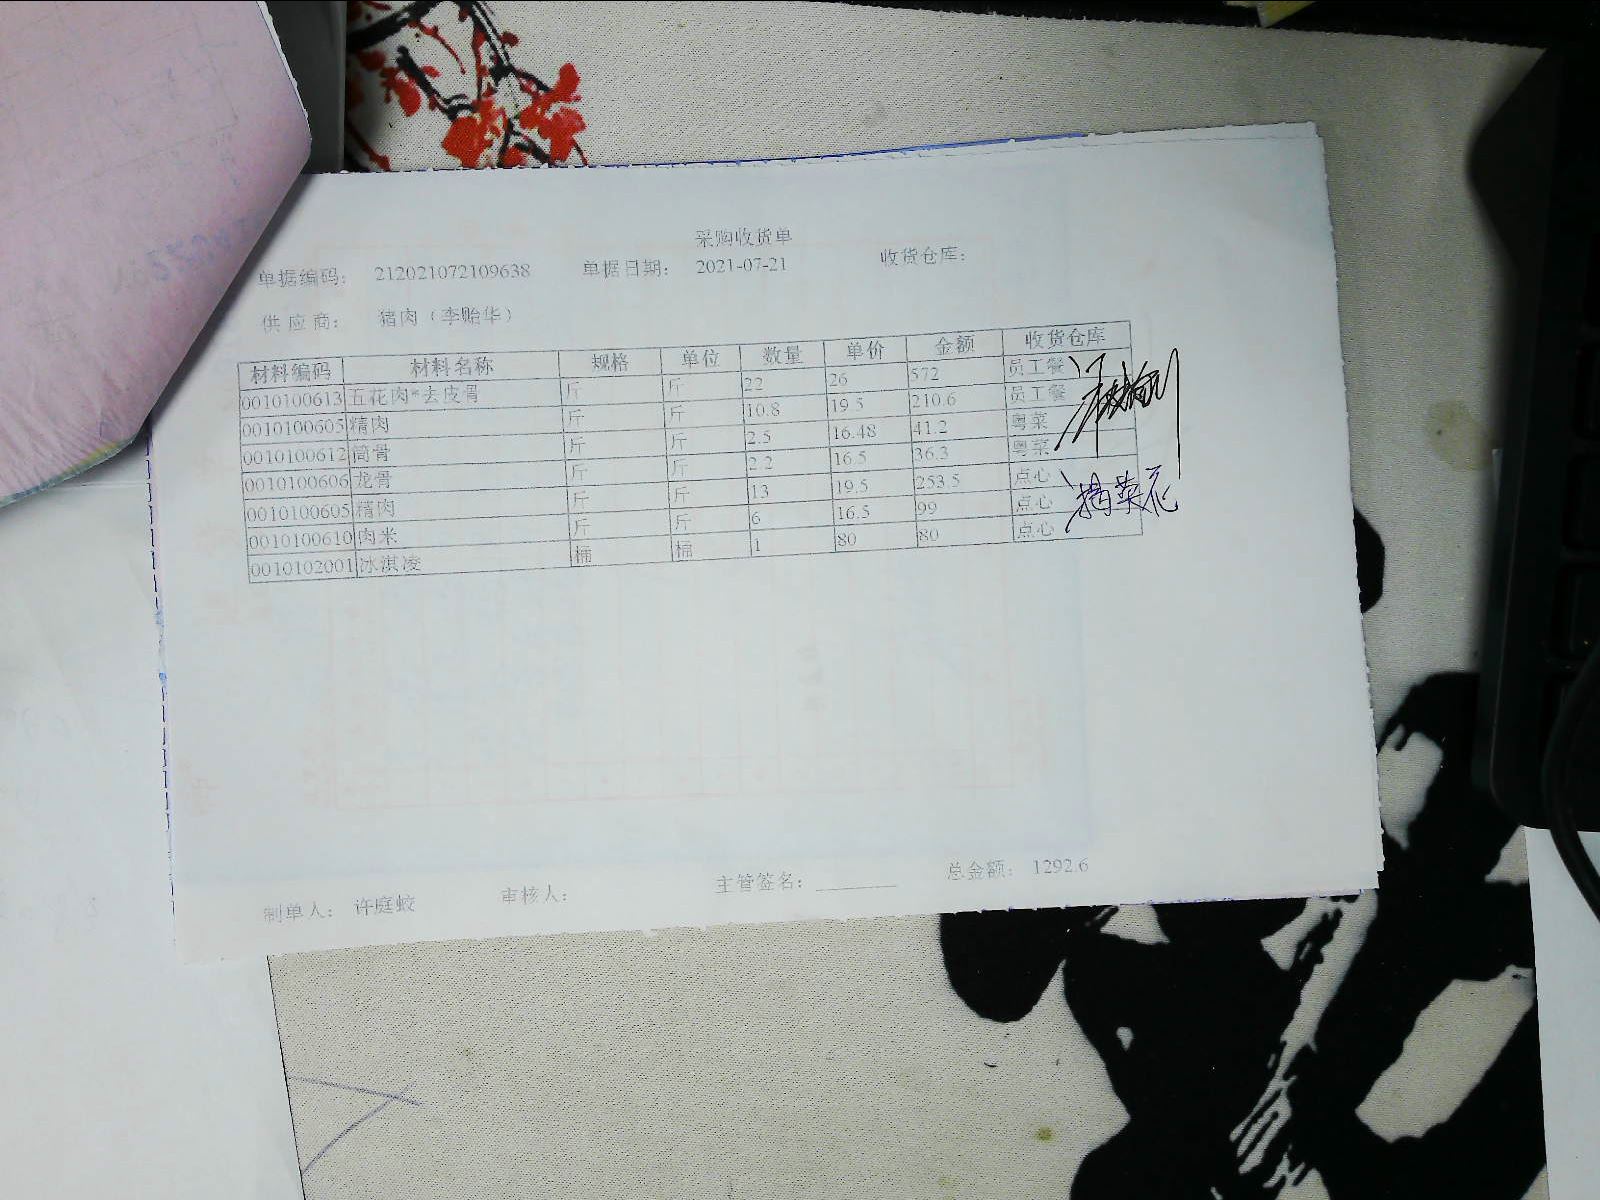 采购收货单
单据编码: 212021072109638 单据日期: 2021-07-21 收货仓库:
供应商: 猪肉（李贻华）
材料编码 材料名称 规格 单位 数量 单价 金额 收货仓库
0010100613 五花肉*去皮骨 斤 斤 22 26 572 员工餐
0010100605 精肉 斤 斤 10.8 19.5 210.6 员工餐
0010100612 筒骨 斤 斤 2.5 16.48 41.2 粤菜
0010100606 龙骨 斤 斤 2.2 16.5 36.3 粤菜
0010100605 精肉 斤 斤 13 19.5 253.5 点心
0010100610 肉米 斤 斤 6 16.5 99 点心
0010102001 冰淇凌 桶 桶 1 80 80 点心
制单人: 许庭蛟 审核人: 主管签名: 总金额: 1292.6